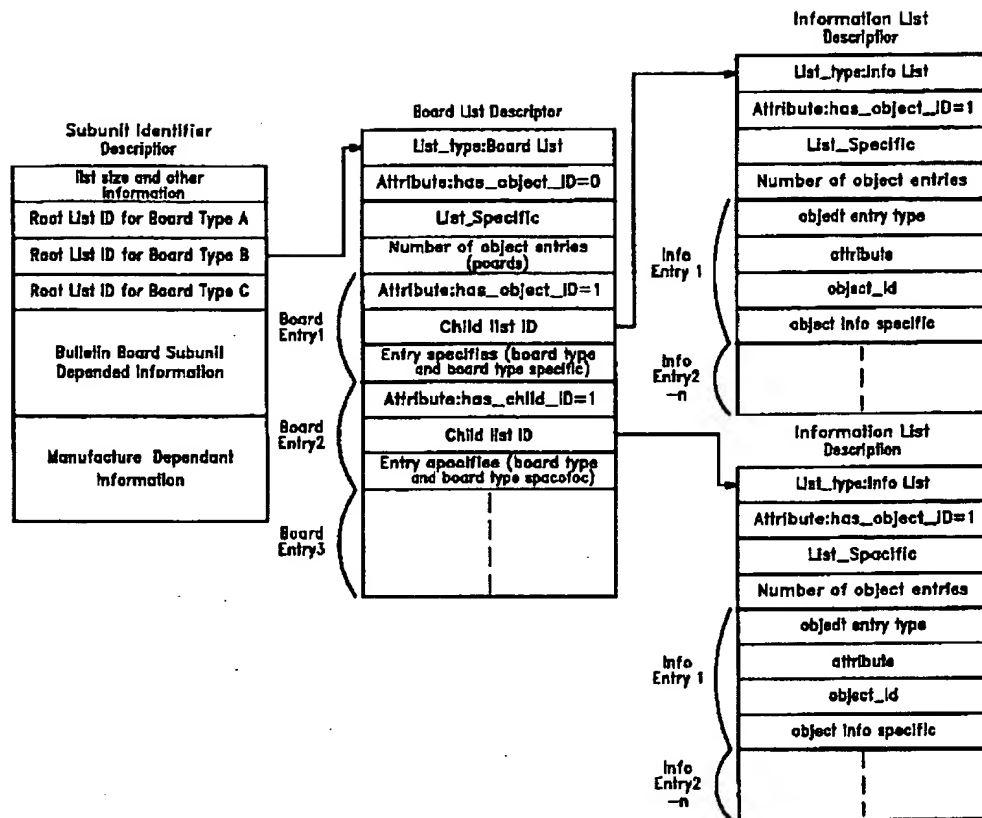 Subunit Identifier
Descriptor
list size and other
information
Root List ID for Board Type A
Root List ID for Board Type B
Root List ID for Board Type C
Bulletin Board Subunit
Depended Information
Manufacture Dependant
Information
Board List Descriptor
List_type:Board List
Attribute:has_object_ID=0
List_Specific
Number of object entries
(poards)
Board
Entry1
Attribute:has_object_ID=1
Child list ID
Entry specifies (board type
and board type specific)
Board
Entry2
Attribute:has_child_ID=1
Child list ID
Entry apocifies (board type
and board type spacofoc)
Board
Entry3
Information List
Description
List_type:Info List
Attribute:has_object_ID=1
List_Specific
Number of object entries
Info
Entry 1
objedt entry type
attribute
object_id
object info specific
Info
Entry2
-n
Information List
Description
List_type:Info List
Attribute:has_object_ID=1
List_Spacific
Number of object entries
Info
Entry 1
objedt entry type
attribute
object_id
object info specific
Info
Entry2
-n